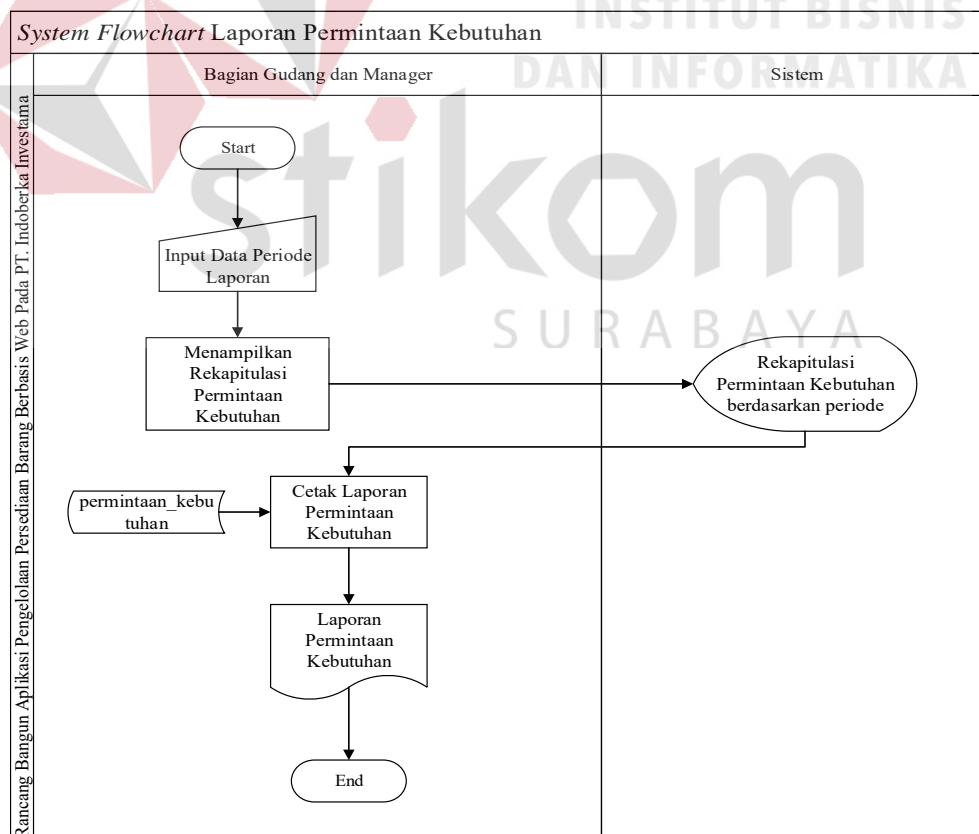 INSTITUT BISNIS
DAN INFORMATIKA
stikom
SURABAYA
System Flowchart Laporan Permintaan Kebutuhan
Rancang Bangun Aplikasi Pengelolaan Persediaan Barang Berbasis Web Pada PT. Indoberka Investama
Bagian Gudang dan Manager
Sistem
Start
Input Data Periode
Laporan
Menampilkan
Rekapitulasi
Permintaan
Kebutuhan
Rekapitulasi
Permintaan Kebutuhan
berdasarkan periode
permintaan_kebu
tuhan
Cetak Laporan
Permintaan
Kebutuhan
Laporan
Permintaan
Kebutuhan
End